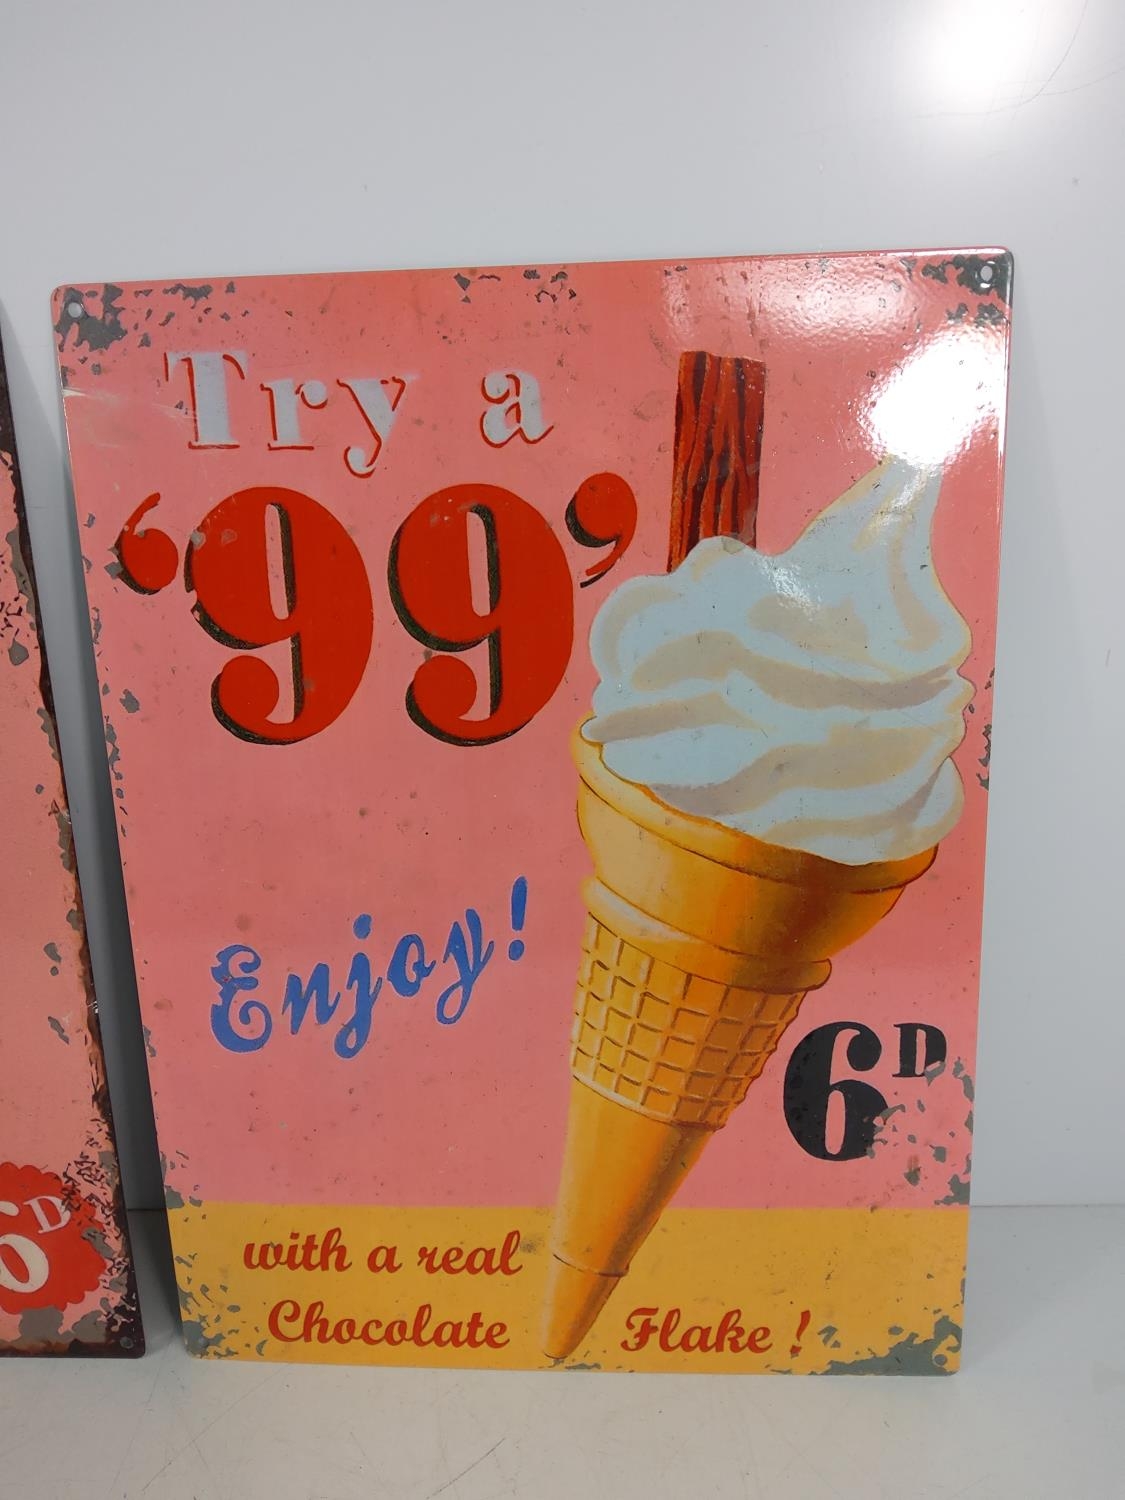 Try a
‘99’
Enjoy!
6D
with a real
Chocolate Flake!
D